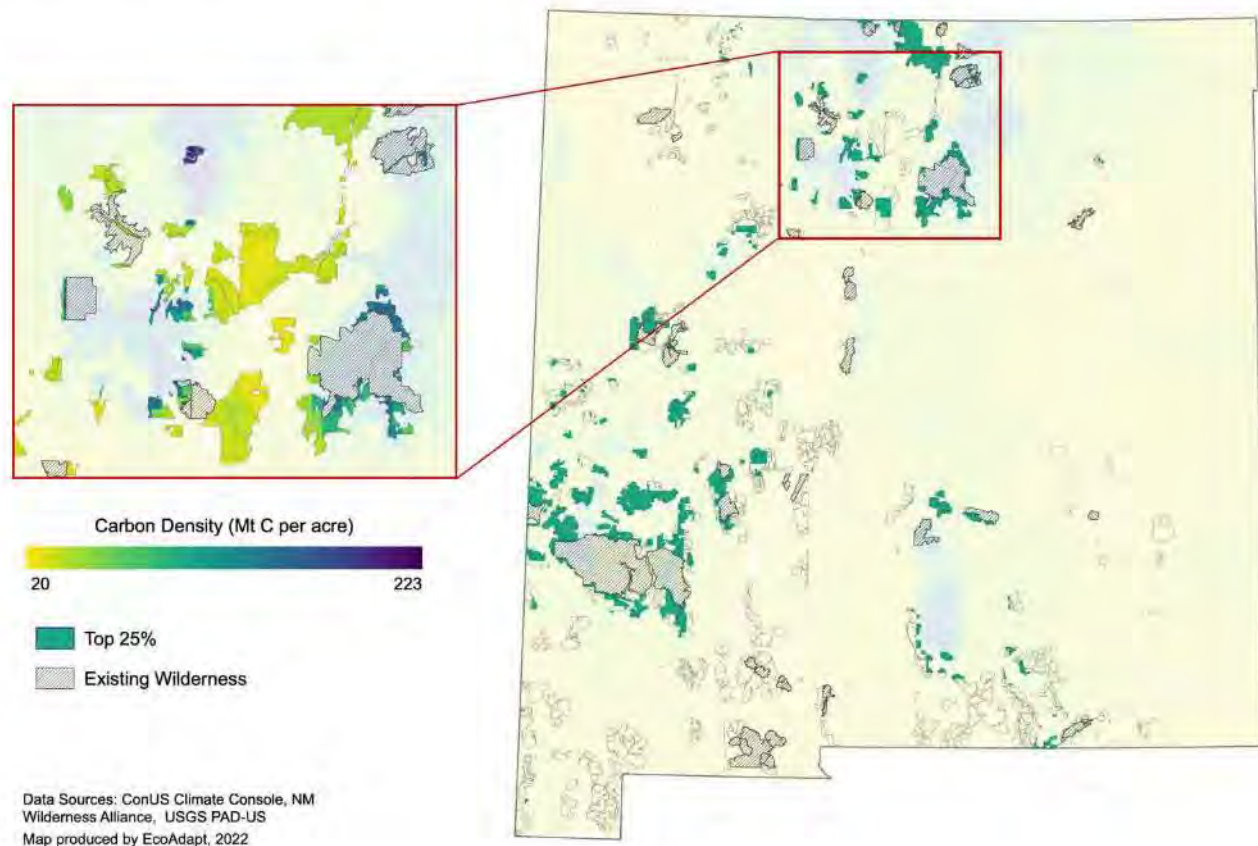 Carbon Density (Mt C per acre)
20 223
Top 25%
Existing Wilderness
Data Sources: ConUS Climate Console, NM
Wilderness Alliance, USGS PAD-US
Map produced by EcoAdapt, 2022